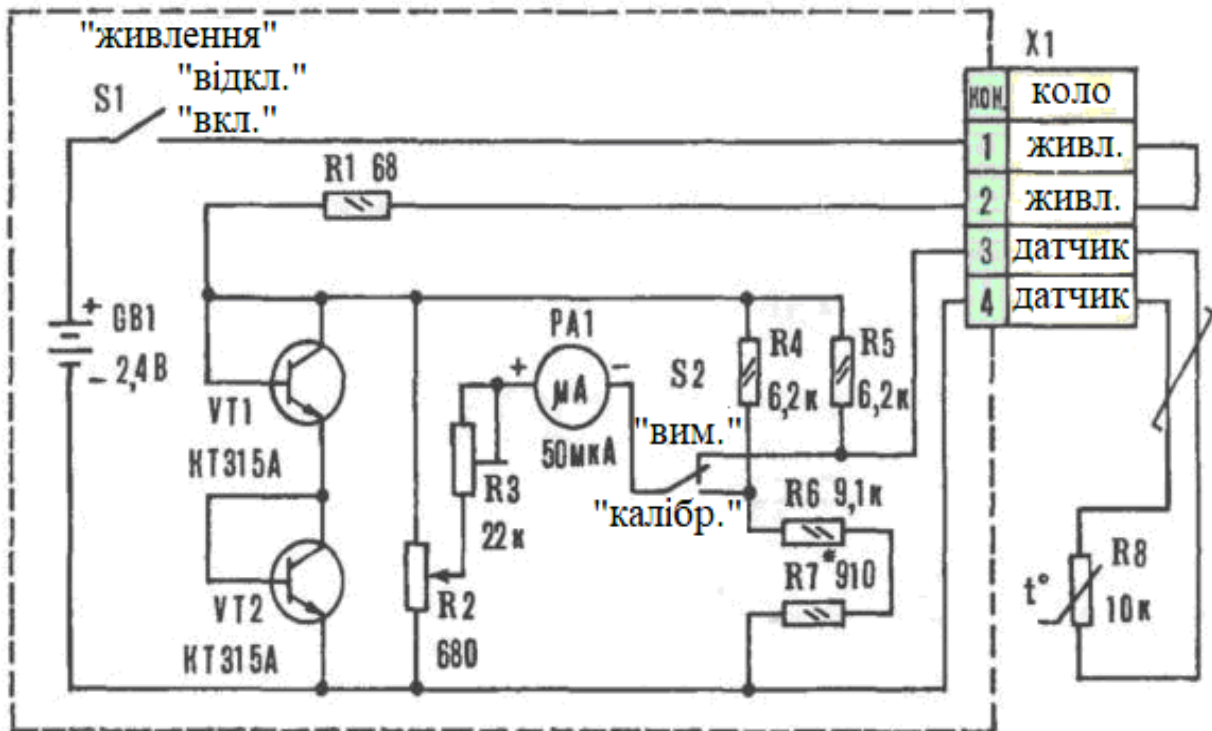 "живлення"
"відкл."
S1
"вкл."
X1
кон.
коло
1
живл.
R1 68
2
живл.
3
датчик
4
датчик
+
GB1
-
2,4 В
PA1
+
μA
-
50мкА
VT1
КТ315А
R3
22к
S2
"вим."
"калібр."
R4
6,2к
R5
6,2к
R6 9,1к
R7* 910
VT2
КТ315А
R2
680
t°
R8
10к